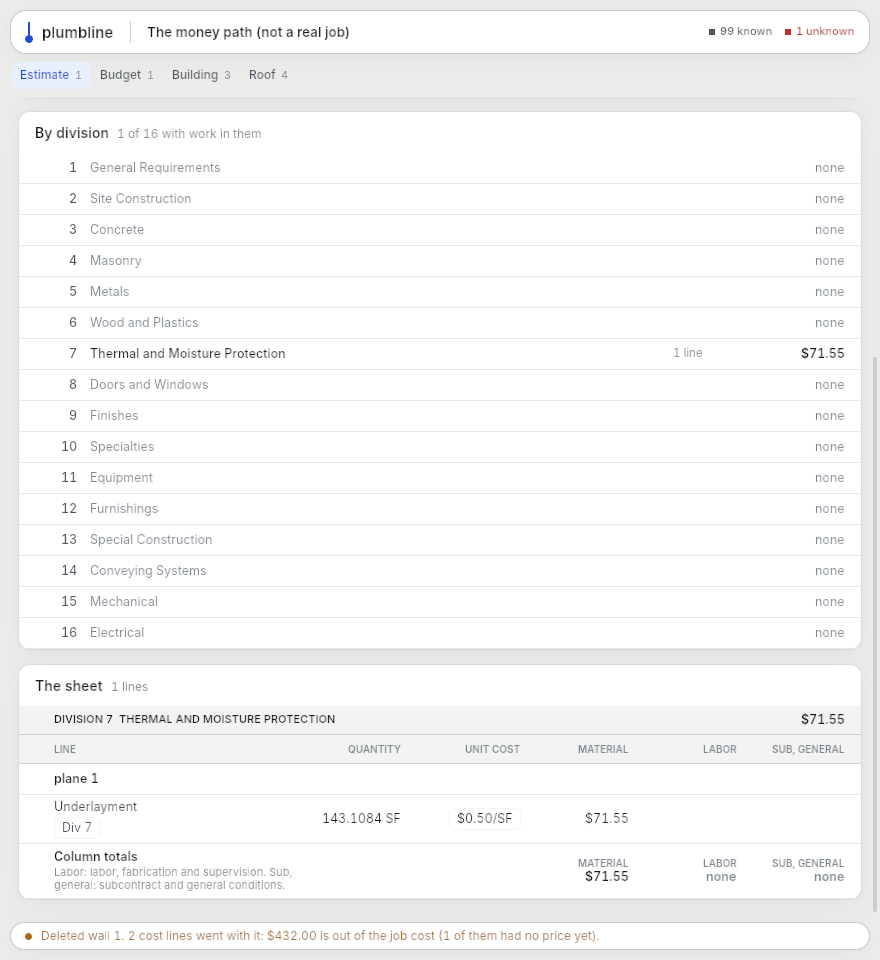 plumbline The money path (not a real job) 99 known 1 unknown
Estimate 1 Budget 1 Building 3 Roof 4
By division 1 of 16 with work in them
1 General Requirements none
2 Site Construction none
3 Concrete none
4 Masonry none
5 Metals none
6 Wood and Plastics none
7 Thermal and Moisture Protection 1 line $71.55
8 Doors and Windows none
9 Finishes none
10 Specialties none
11 Equipment none
12 Furnishings none
13 Special Construction none
14 Conveying Systems none
15 Mechanical none
16 Electrical none
The sheet 1 lines
DIVISION 7 THERMAL AND MOISTURE PROTECTION $71.55
LINE QUANTITY UNIT COST MATERIAL LABOR SUB, GENERAL
plane 1
Underlayment
Div 7 143.1084 SF $0.50/SF $71.55
Column totals MATERIAL LABOR SUB, GENERAL
Labor: labor, fabrication and supervision. Sub, $71.55 none none
general: subcontract and general conditions.
Deleted wall 1. 2 cost lines went with it: $432.00 is out of the job cost (1 of them had no price yet).